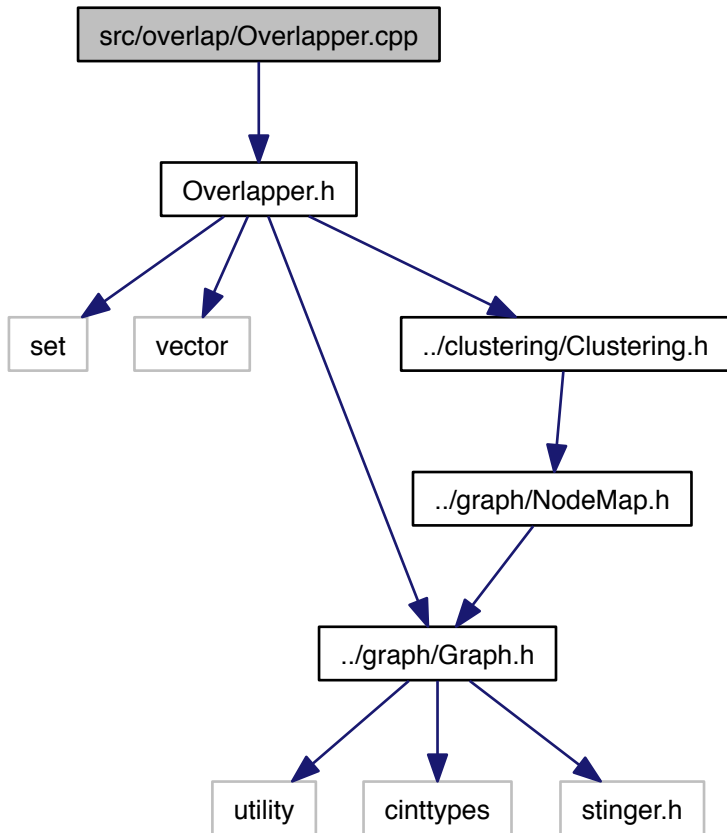 src/overlap/Overlapper.cpp
Overlapper.h
set
vector
../clustering/Clustering.h
../graph/NodeMap.h
../graph/Graph.h
utility
cinttypes
stinger.h